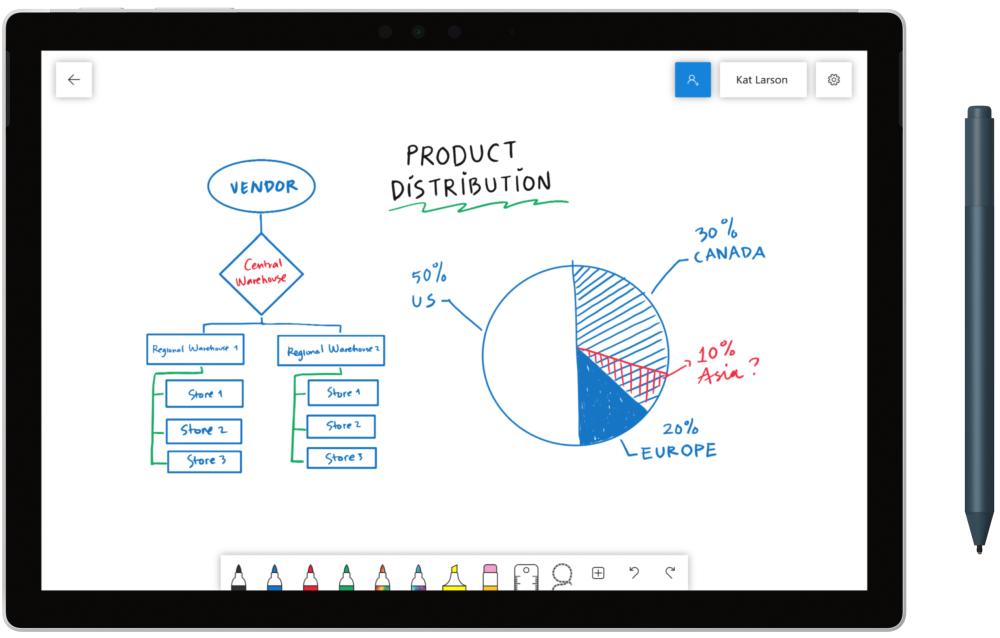 Kat Larson
PRODUCT
DISTRIBUTION
VENDOR
Central
Warehouse
Regional Warehouse 1
Regional Warehouse 2
Store 1
Store 2
Store 3
Store 1
Store 2
Store 3
50%
US
30%
CANADA
10%
Asia?
20%
EUROPE